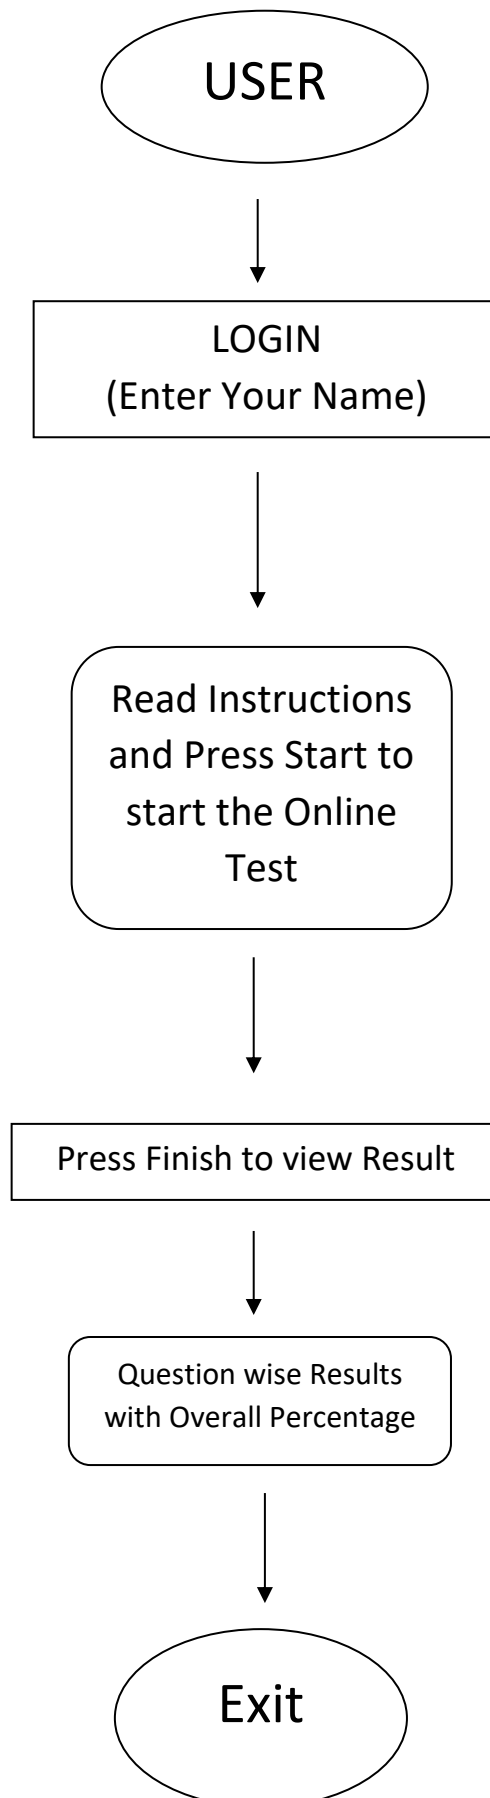 USER
LOGIN
(Enter Your Name)
Read Instructions
and Press Start to
start the Online
Test
Press Finish to view Result
Question wise Results
with Overall Percentage
Exit